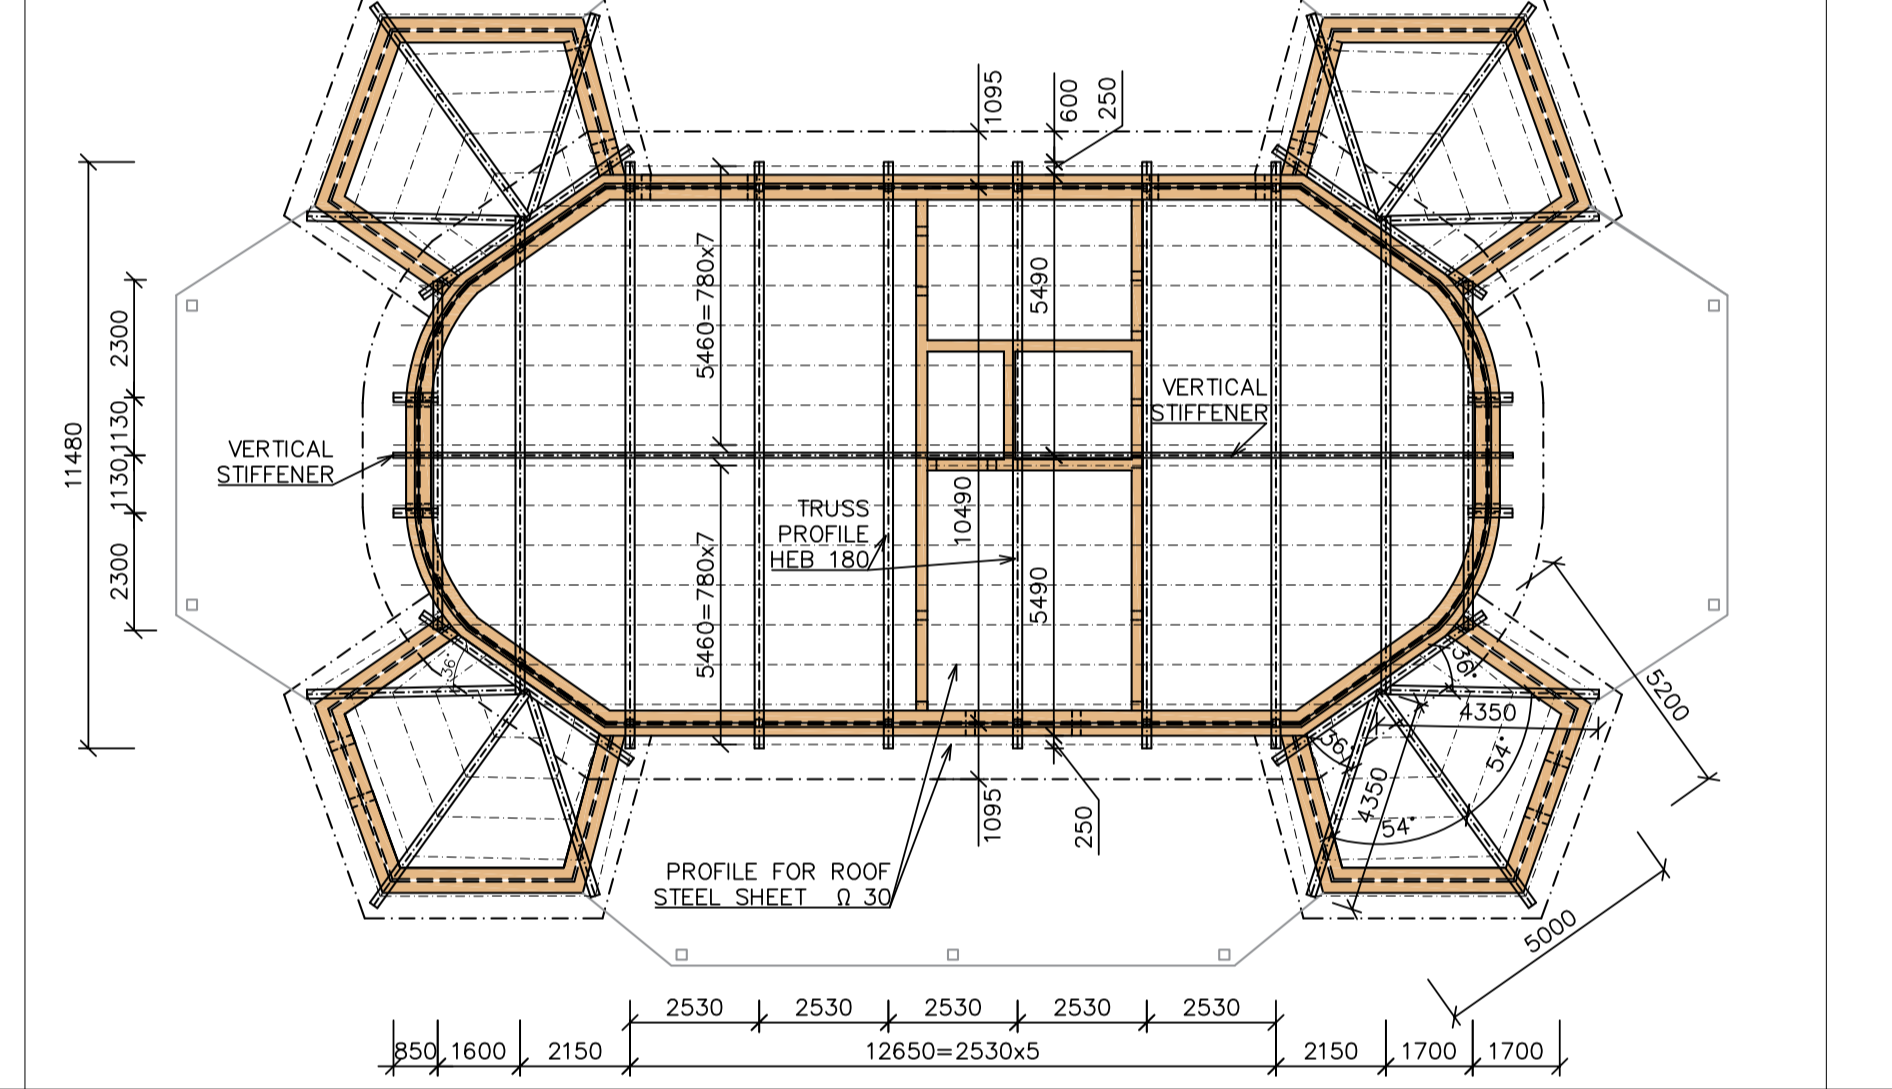 1095
600
250
11480
2300
1130
1130
2300
5460=780x7
5490
VERTICAL
STIFFENER
VERTICAL
STIFFENER
TRUSS
PROFILE
HEB 180
10490
5460=780x7
5490
36°
36°
4350
5200
36°
54°
4350
54°
1095
250
PROFILE FOR ROOF
STEEL SHEET Ω 30
5000
2530
2530
2530
2530
2530
850
1600
2150
12650=2530x5
2150
1700
1700